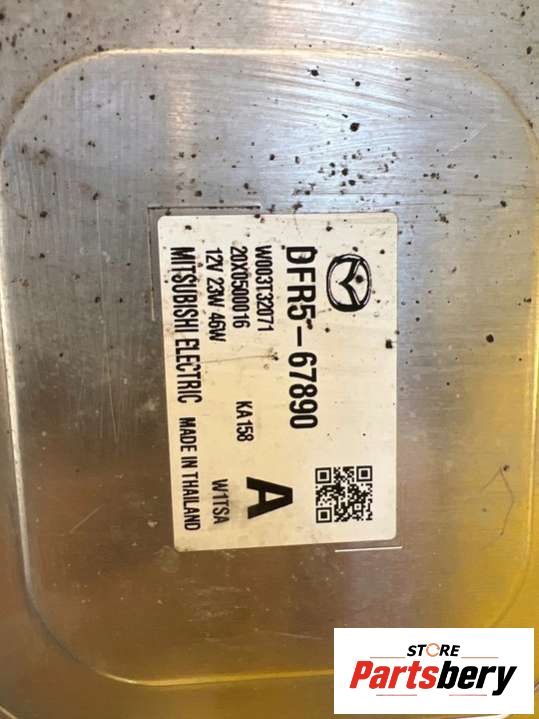 DFR5-67890
W003T32071
20X0500016 KA158 A
12V 23W 46W W1TSA
MITSUBISHI ELECTRIC MADE IN THAILAND
STORE
Partsbery